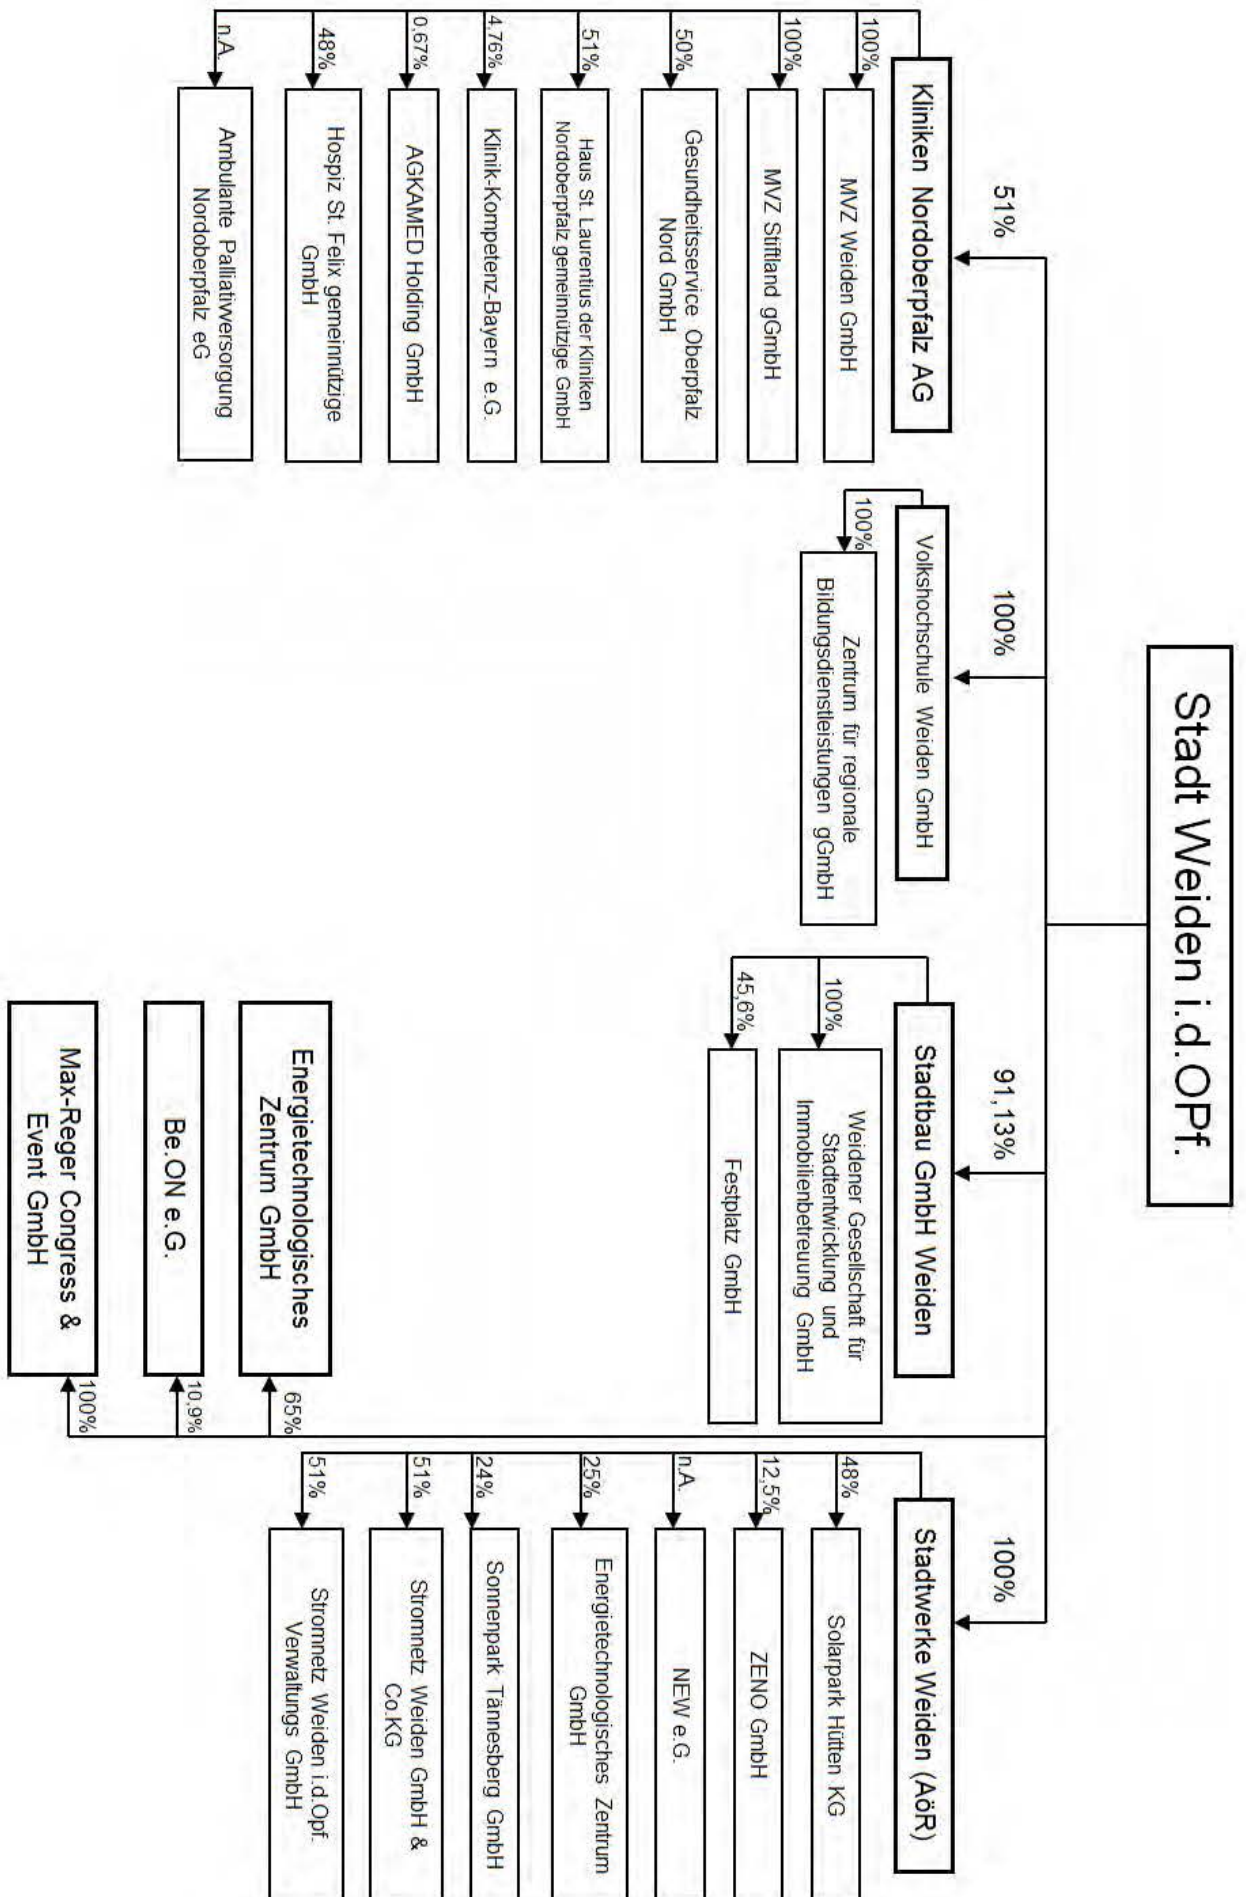 Stadt Weiden i.d.OPf.
51%
Kliniken Nordoberpfalz AG
100%
MVZ Weiden GmbH
100%
MVZ Stiftland gGmbH
50%
Gesundheitsservice Oberpfalz
Nord GmbH
51%
Haus St. Laurentius der Kliniken
Nordoberpfalz gemeinnützige GmbH
4,76%
Klinik-Kompetenz-Bayern e.G.
0,67%
AGKAMED Holding GmbH
48%
Hospiz St. Felix gemeinnützige
GmbH
n.A.
Ambulante Palliativversorgung
Nordoberpfalz eG
100%
Volkshochschule Weiden GmbH
100%
Zentrum für regionale
Bildungsdienstleistungen gGmbH
91,13%
Stadtbau GmbH Weiden
100%
Weidener Gesellschaft für
Stadtentwicklung und
Immobilienbetreuung GmbH
45,6%
Festplatz GmbH
65%
Energietechnologisches
Zentrum GmbH
10,9%
Be.ON e.G.
100%
Max-Reger Congress &
Event GmbH
100%
Stadtwerke Weiden (AöR)
48%
Solarpark Hütten KG
12,5%
ZENO GmbH
n.A.
NEW e.G.
25%
Energietechnologisches Zentrum
GmbH
24%
Sonnenpark Tännesberg GmbH
51%
Stromnetz Weiden GmbH &
Co.KG
51%
Stromnetz Weiden i.d.Opf.
Verwaltungs GmbH